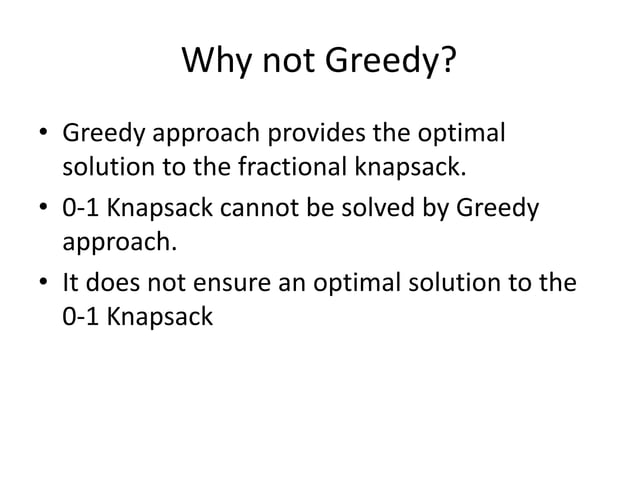 Why not Greedy?
• Greedy approach provides the optimal
solution to the fractional knapsack.
• 0-1 Knapsack cannot be solved by Greedy
approach.
• It does not ensure an optimal solution to the
0-1 Knapsack